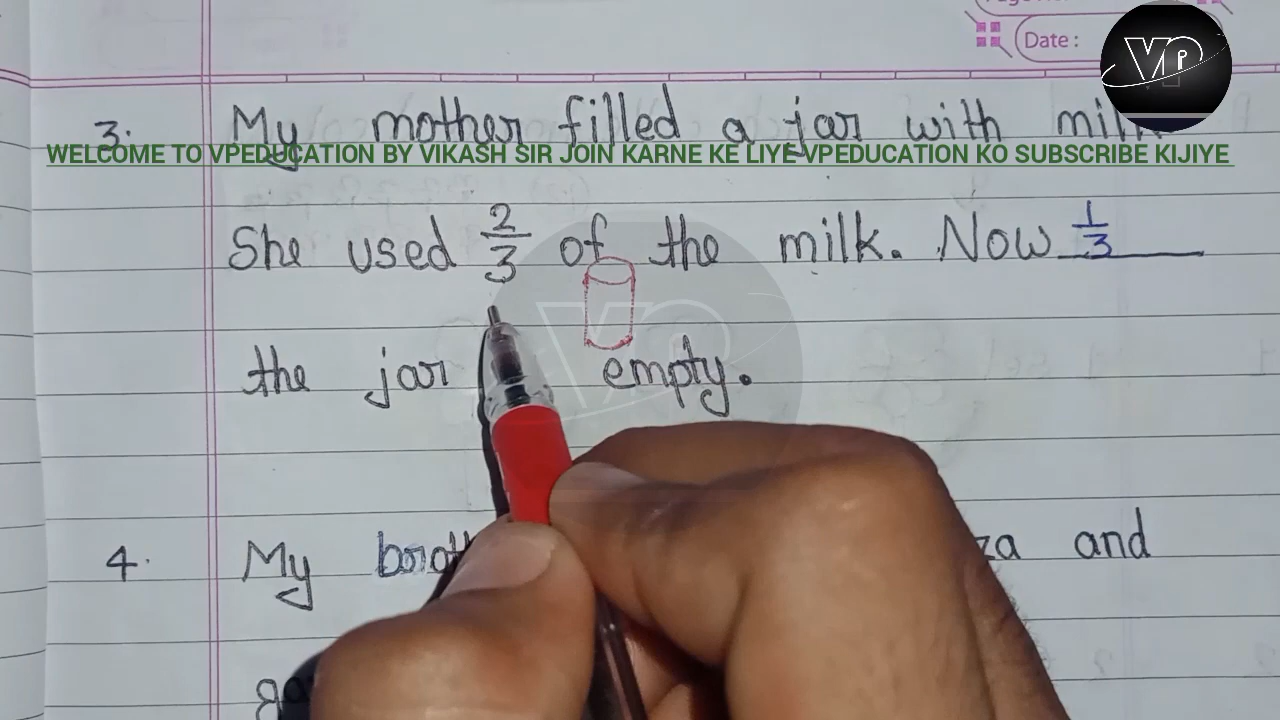 Date :
VP
3. My mother filled a jar with milk
WELCOME TO VPEDUCATION BY VIKASH SIR JOIN KARNE KE LIYE VPEDUCATION KO SUBSCRIBE KIJIYE
She used 2/3 of the milk. Now 1/3
the jar empty.
4. My and